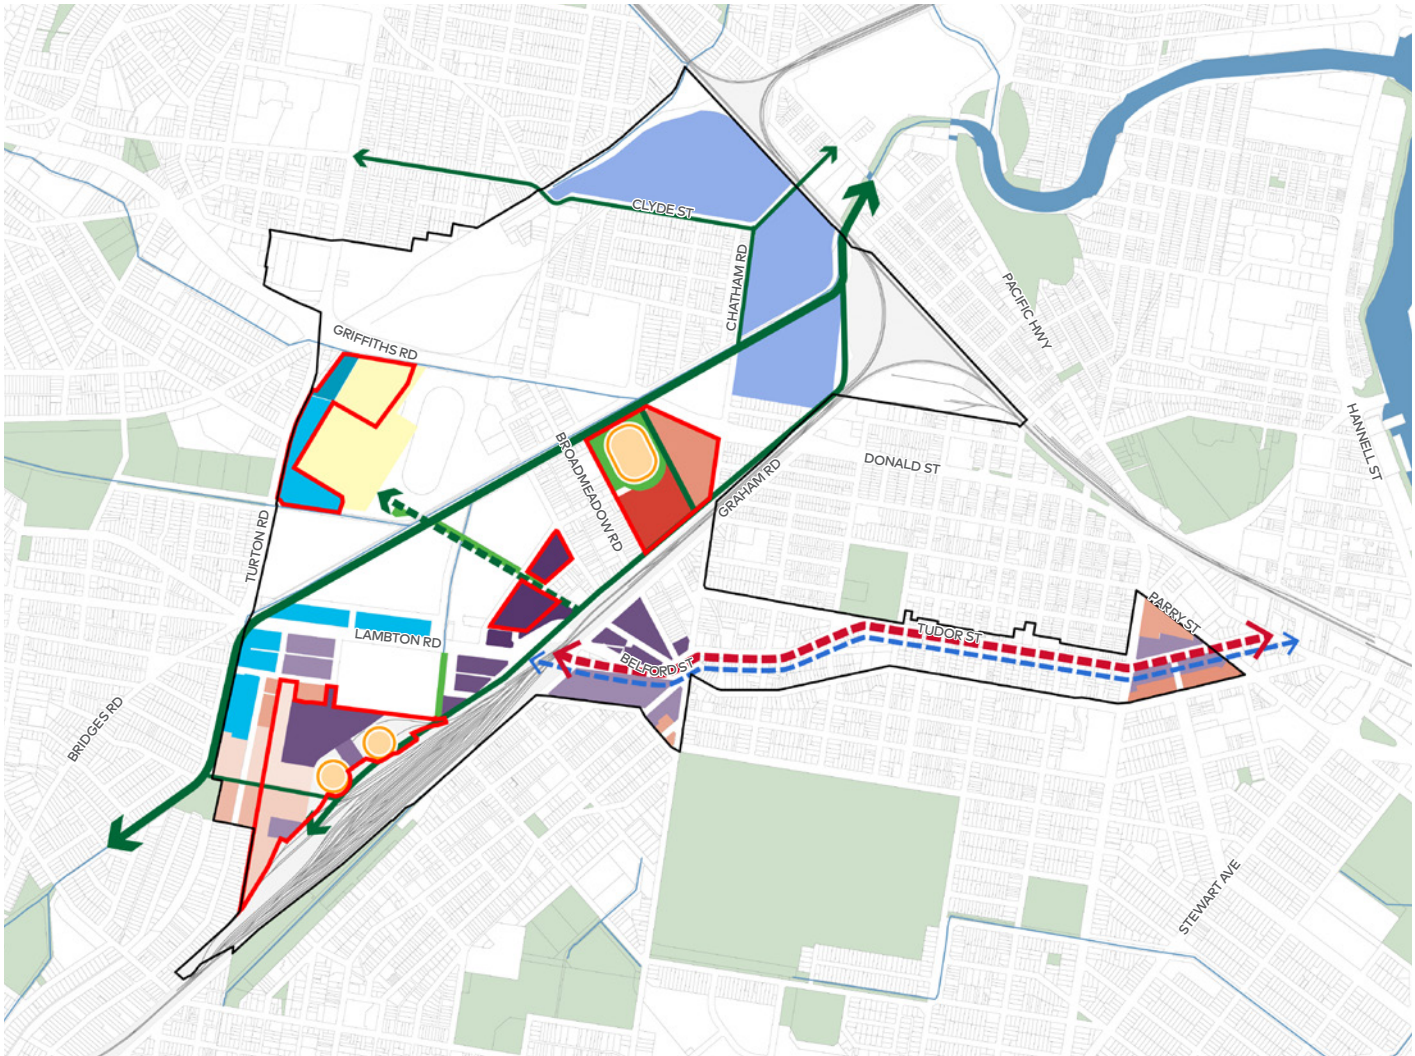 CLYDE ST
CHATHAM RD
PACIFIC HWY
GRIFFITHS RD
HANNELL ST
BROADMEADOW RD
DONALD ST
GRAHAM RD
TURTON RD
PARRY ST
LAMBTON RD
TUDOR ST
BELFORD ST
BRIDGES RD
STEWART AVE